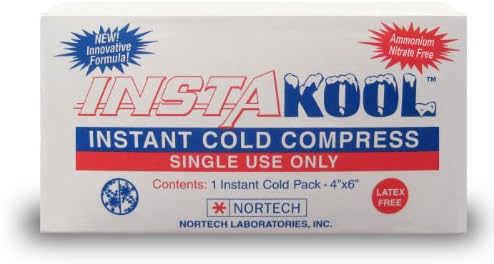 NEW!
Innovative
Formula!
Ammonium
Nitrate Free
INSTAKOOL™
INSTANT COLD COMPRESS
SINGLE USE ONLY
Contents: 1 Instant Cold Pack - 4"x6"
LATEX
FREE
NORTECH
NORTECH LABORATORIES, INC.